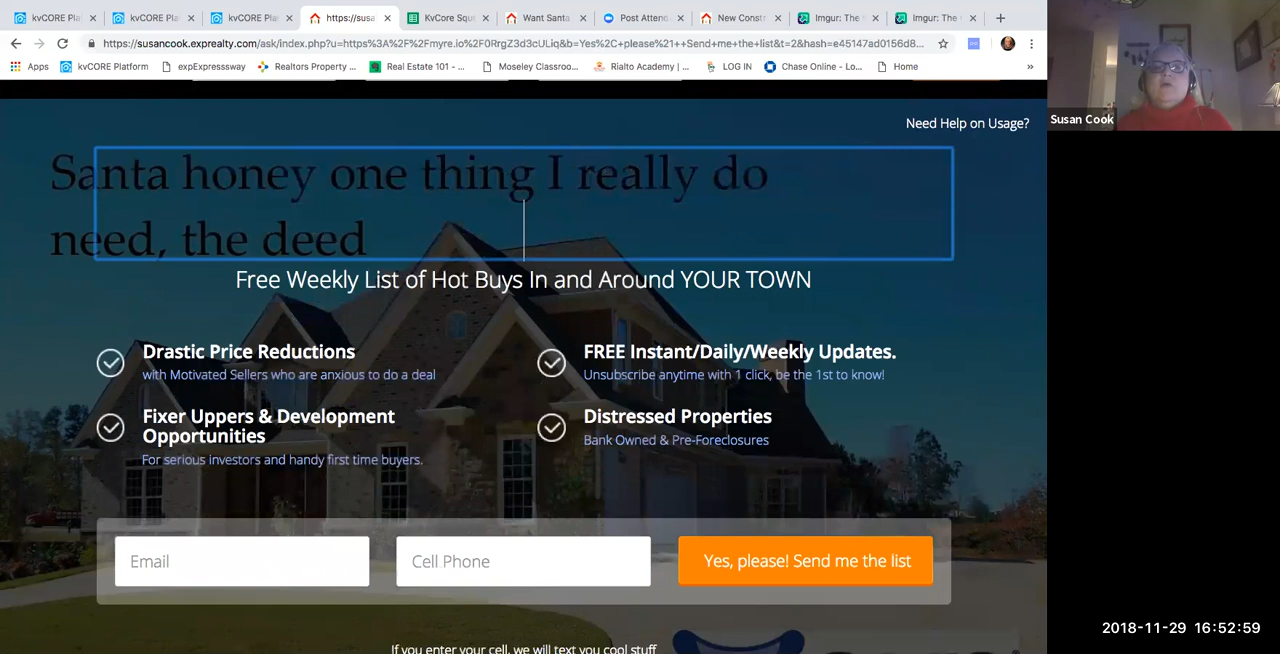 kvCORE Pla
kvCORE Pl
kvCORE Plat
https://susa
KvCore Squ
Want Santa
Post Atten
New Constr
Imgur: The
Imgur: The
https://susancook.exprealty.com/ask/index.php?u=https%3A%2F%2Fmyre.io%2F0RrgZ3d3cULiq&b=Yes%2C+please%21++Send+me+the+list&t=2&hash=e45147ad0156d8...
Apps
kvCORE Platform
expExpressway
Realtors Property ...
Real Estate 101 - ...
Moseley Classroo...
Rialto Academy | ...
LOG IN
Chase Online - Lo...
Home
»
Susan Cook
Need Help on Usage?
Santa honey one thing I really do
need, the deed
Free Weekly List of Hot Buys In and Around YOUR TOWN
Drastic Price Reductions
with Motivated Sellers who are anxious to do a deal
FREE Instant/Daily/Weekly Updates.
Unsubscribe anytime with 1 click, be the 1st to know!
Fixer Uppers & Development
Opportunities
For serious investors and handy first time buyers.
Distressed Properties
Bank Owned & Pre-Foreclosures
Email
Cell Phone
Yes, please! Send me the list
If you enter your cell, we will text you cool stuff
2018-11-29 16:52:59